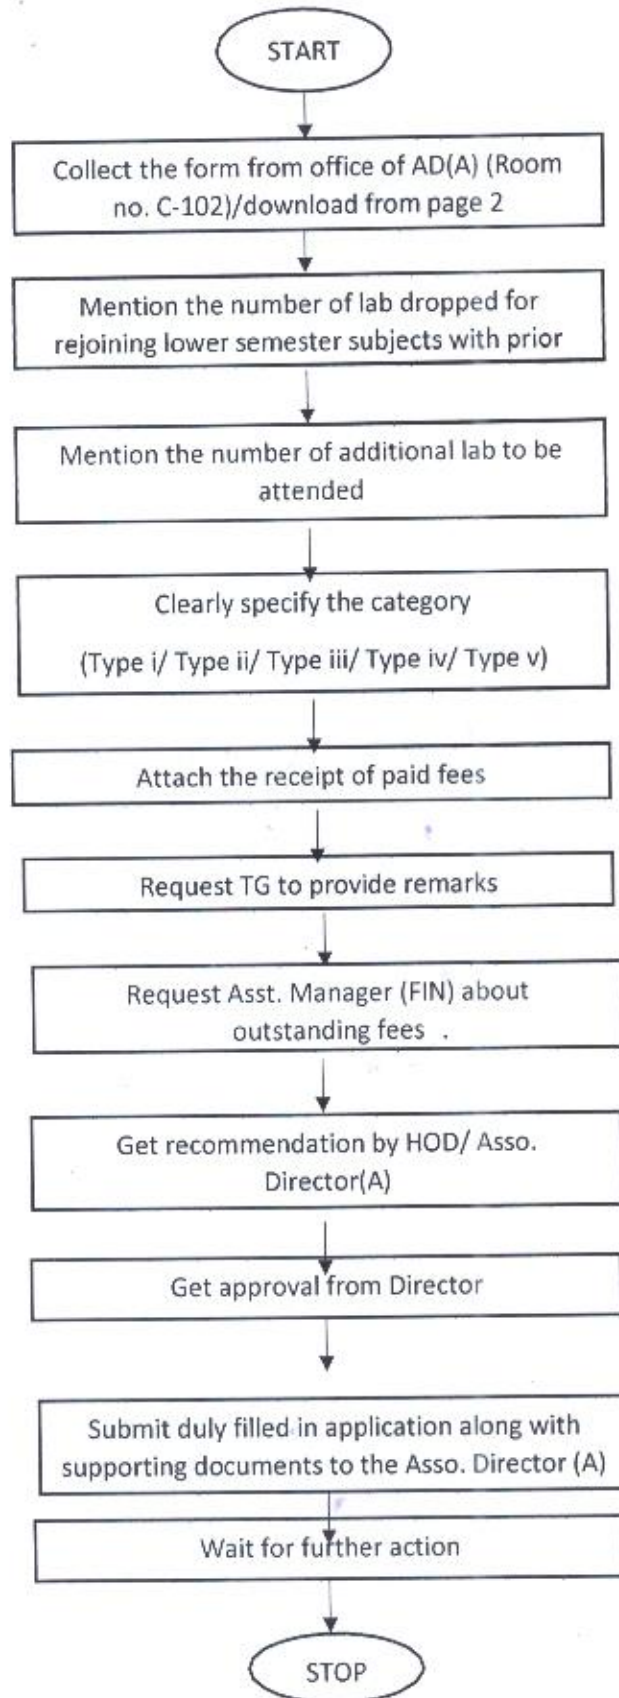 START
Collect the form from office of AD(A) (Room
no. C-102)/download from page 2
Mention the number of lab dropped for
rejoining lower semester subjects with prior
Mention the number of additional lab to be
attended
Clearly specify the category
(Type i/ Type ii/ Type iii/ Type iv/ Type v)
Attach the receipt of paid fees
Request TG to provide remarks
Request Asst. Manager (FIN) about
outstanding fees .
Get recommendation by HOD/ Asso.
Director(A)
Get approval from Director
Submit duly filled in application along with
supporting documents to the Asso. Director (A)
Wait for further action
STOP